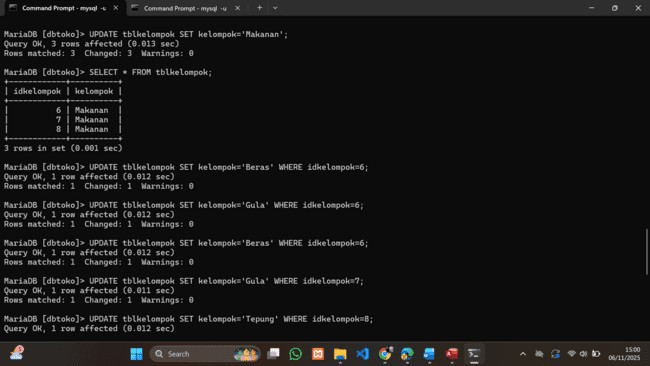 Command Prompt - mysql -u
Command Prompt - mysql -u
MariaDB [dbtoko]> UPDATE tblkelompok SET kelompok='Makanan';
Query OK, 3 rows affected (0.013 sec)
Rows matched: 3  Changed: 3  Warnings: 0
MariaDB [dbtoko]> SELECT * FROM tblkelompok;
+------------+----------+
| idkelompok | kelompok |
+------------+----------+
|          6 | Makanan  |
|          7 | Makanan  |
|          8 | Makanan  |
+------------+----------+
3 rows in set (0.001 sec)
MariaDB [dbtoko]> UPDATE tblkelompok SET kelompok='Beras' WHERE idkelompok=6;
Query OK, 1 row affected (0.012 sec)
Rows matched: 1  Changed: 1  Warnings: 0
MariaDB [dbtoko]> UPDATE tblkelompok SET kelompok='Gula' WHERE idkelompok=6;
Query OK, 1 row affected (0.012 sec)
Rows matched: 1  Changed: 1  Warnings: 0
MariaDB [dbtoko]> UPDATE tblkelompok SET kelompok='Beras' WHERE idkelompok=6;
Query OK, 1 row affected (0.012 sec)
Rows matched: 1  Changed: 1  Warnings: 0
MariaDB [dbtoko]> UPDATE tblkelompok SET kelompok='Gula' WHERE idkelompok=7;
Query OK, 1 row affected (0.011 sec)
Rows matched: 1  Changed: 1  Warnings: 0
MariaDB [dbtoko]> UPDATE tblkelompok SET kelompok='Tepung' WHERE idkelompok=8;
Query OK, 1 row affected (0.012 sec)
Search
15:00
06/11/2025